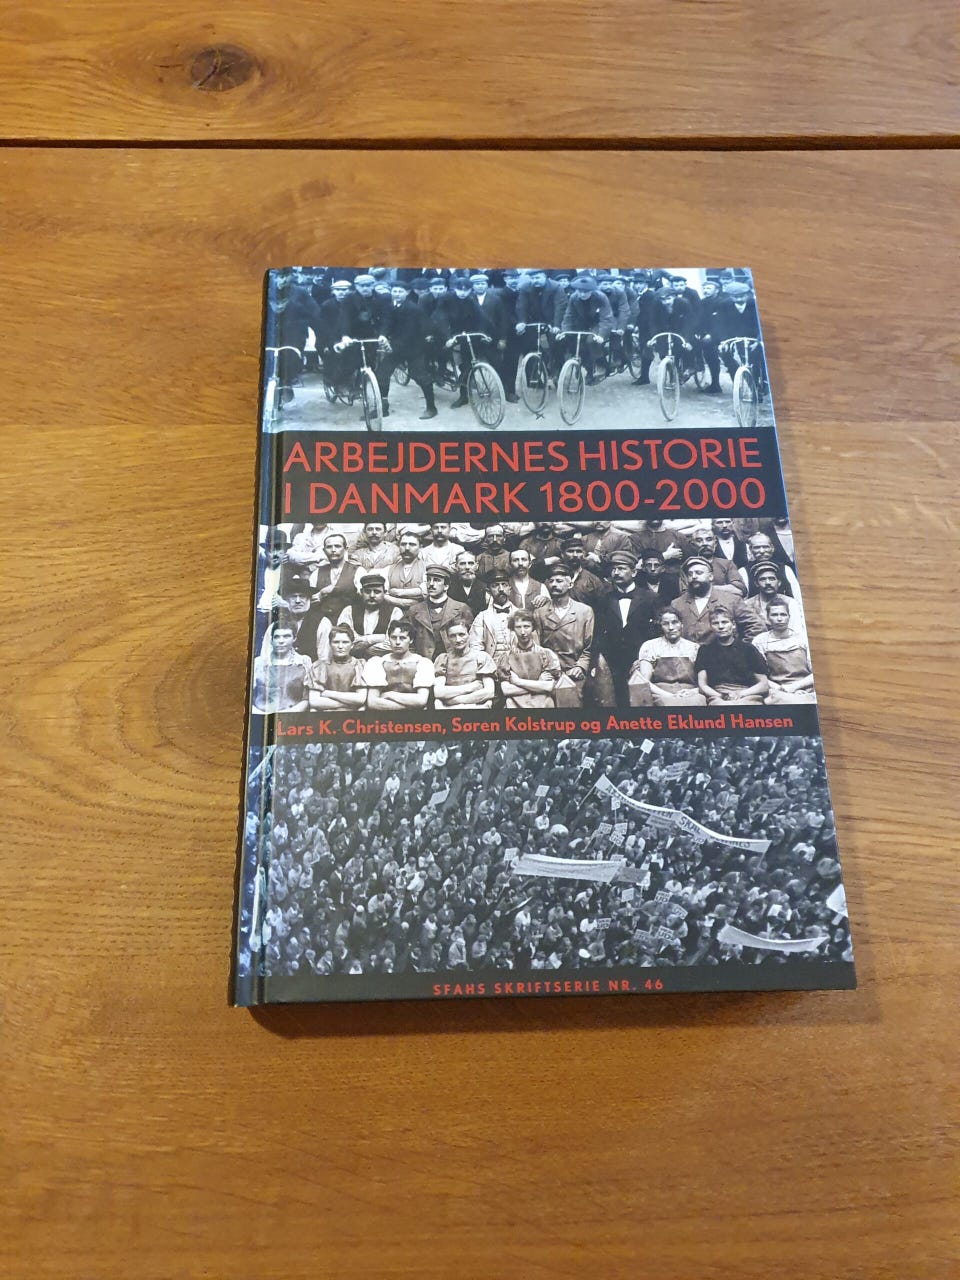 ARBEJDERNES HISTORIE
I DANMARK 1800-2000
Lars K. Christensen, Søren Kolstrup og Anette Eklund Hansen
SFAHS SKRIFTSERIE NR. 46